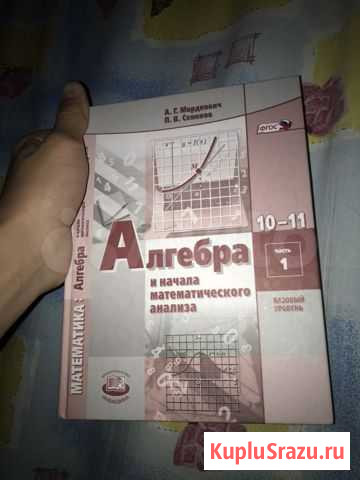 А. Г. Мордкович
П. В. Семенов
ФГОС
y=f(x)
M
10–11
Алгебра
часть
1
и начала
математического
анализа
БАЗОВЫЙ
УРОВЕНЬ
МАТЕМАТИКА:
Алгебра
KupluSrazu.ru